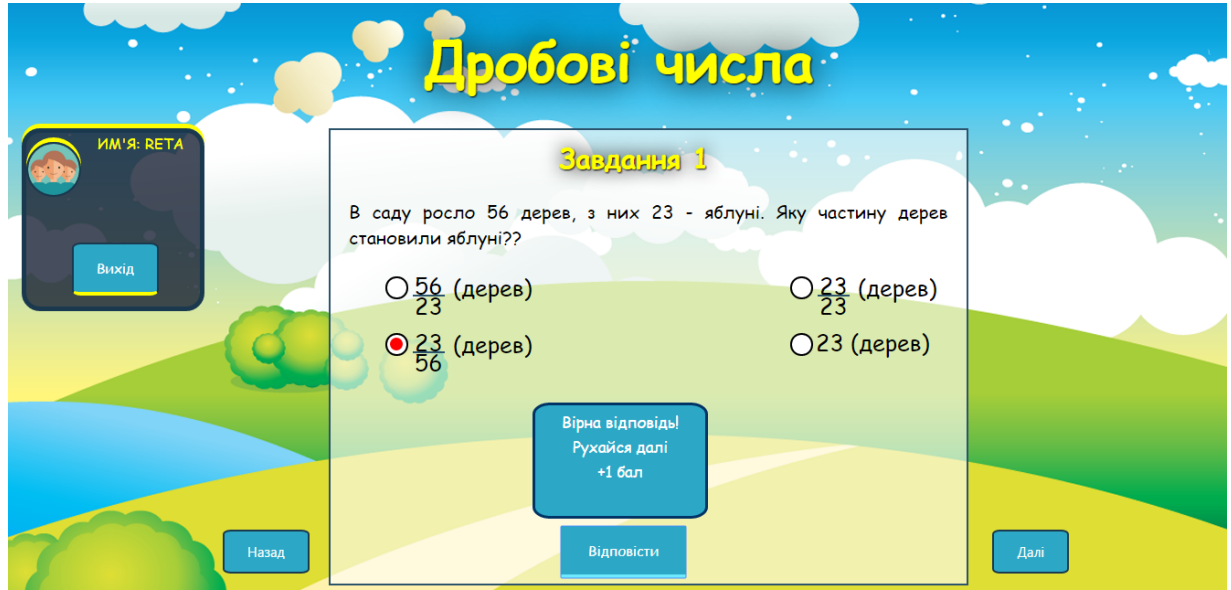 Дробові числа
ИМ'Я: RETA
Вихід
Завдання 1
В саду росло 56 дерев, з них 23 - яблуні. Яку частину дерев
становили яблуні??
56/23 (дерев)
23/23 (дерев)
23/56 (дерев)
23 (дерев)
Вірна відповідь!
Рухайся далі
+1 бал
Назад
Відповісти
Далі